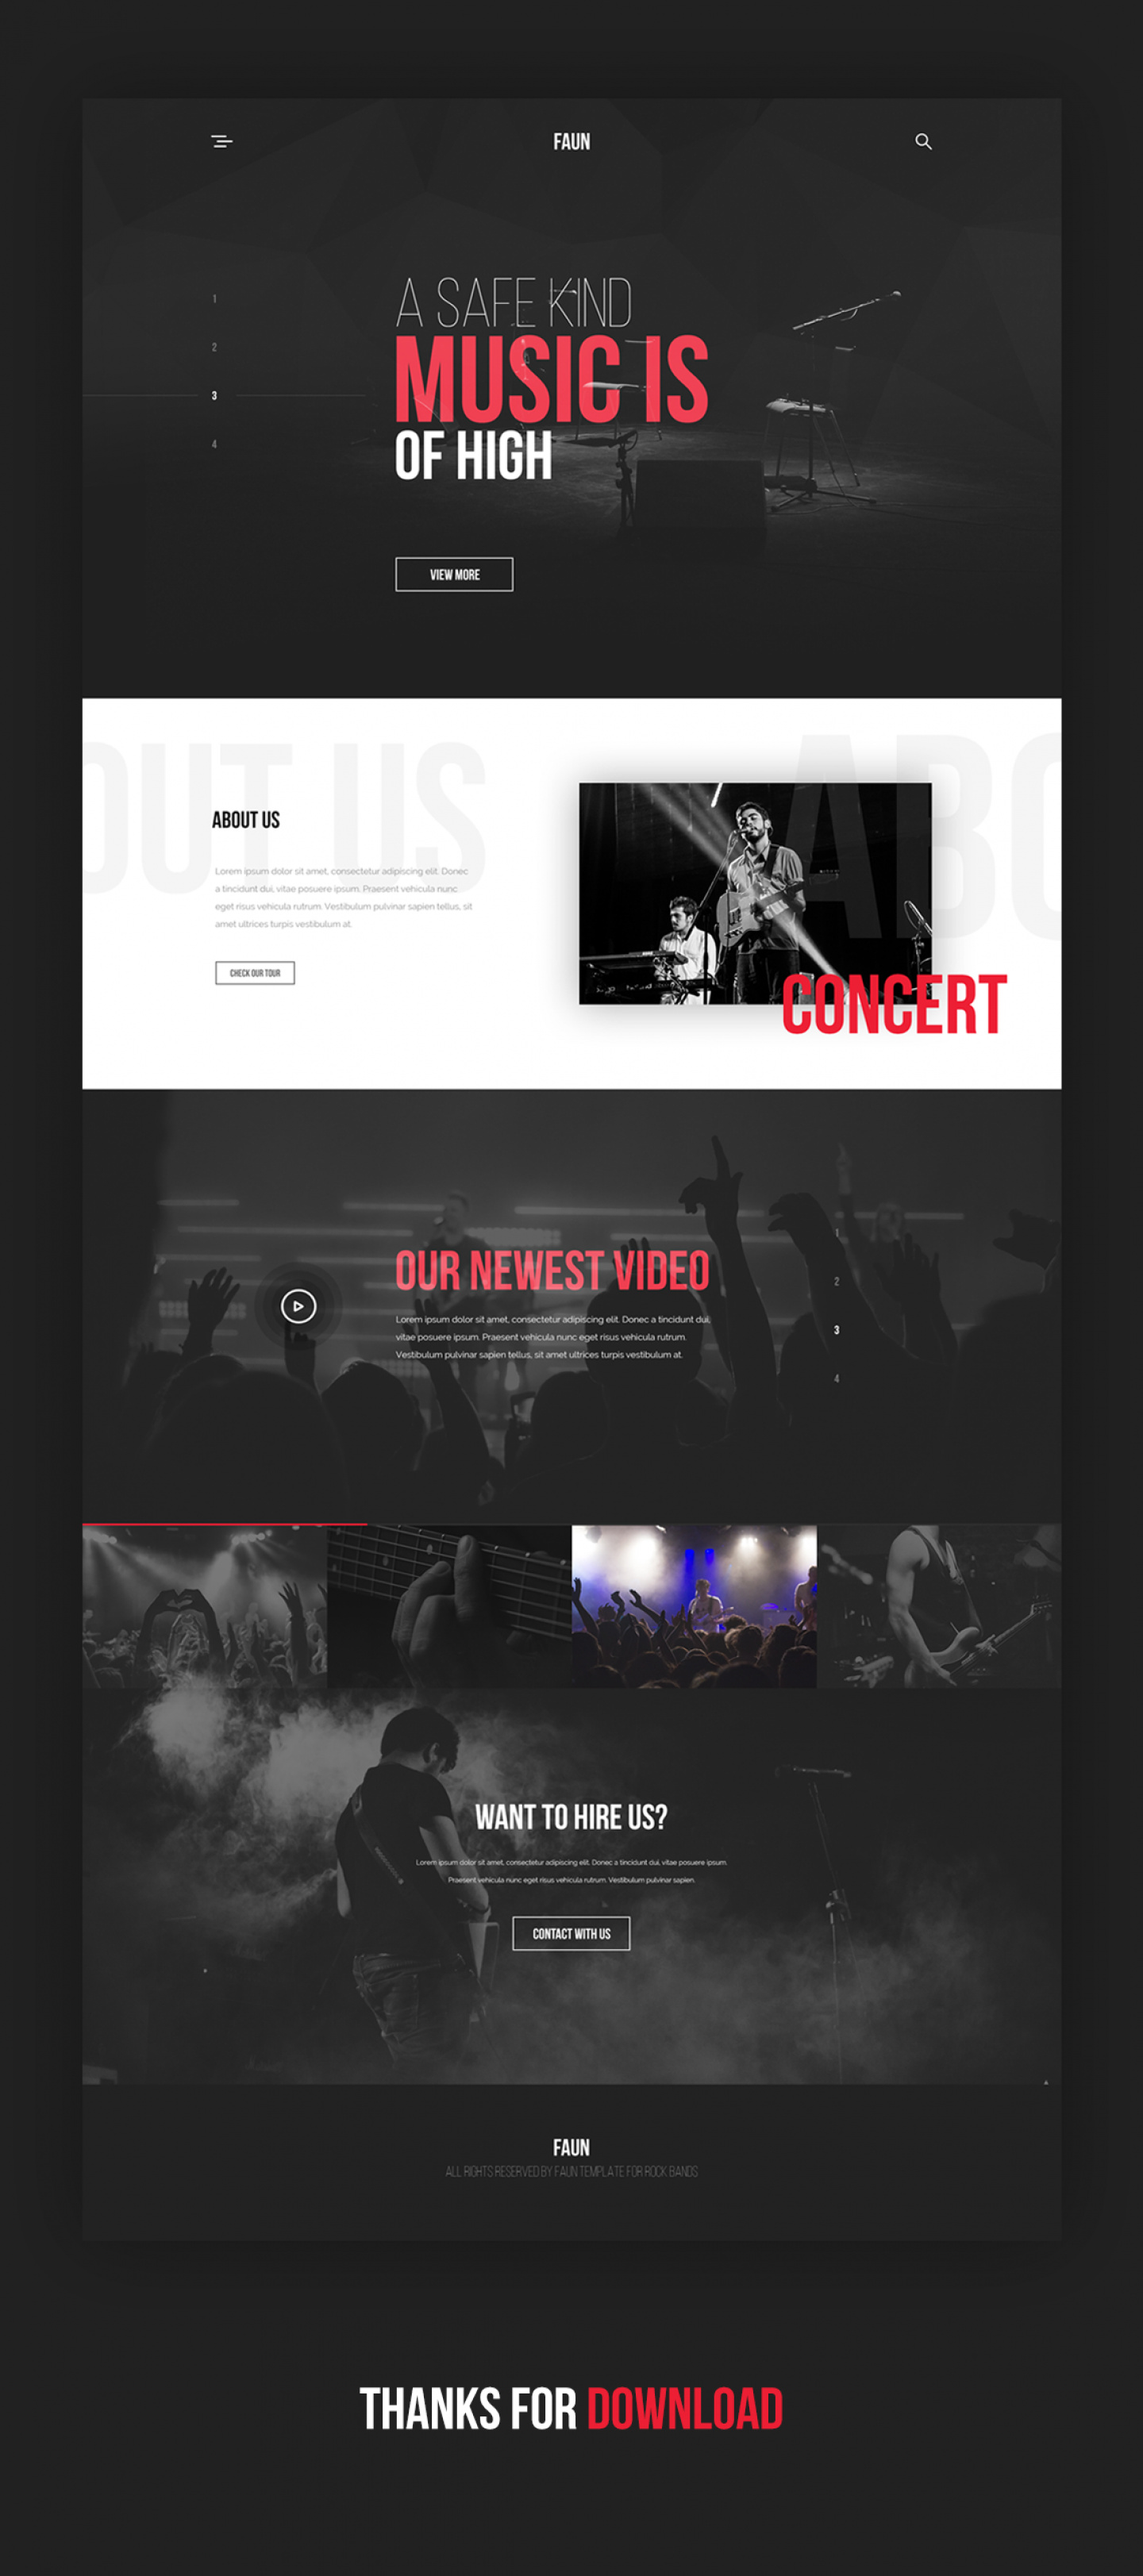 FAUN
A SAFE KIND
MUSIC IS
OF HIGH
1
2
3
4
VIEW MORE
OUT US
ABO
ABOUT US
Lorem ipsum dolor sit amet, consectetur adipiscing elit. Donec
a tincidunt dui, vitae posuere ipsum. Praesent vehicula nunc
eget risus vehicula rutrum. Vestibulum pulvinar sapien tellus, sit
amet ultrices turpis vestibulum at.
CHECK OUR TOUR
CONCERT
OUR NEWEST VIDEO
Lorem ipsum dolor sit amet, consectetur adipiscing elit. Donec a tincidunt dui,
vitae posuere ipsum. Praesent vehicula nunc eget risus vehicula rutrum.
Vestibulum pulvinar sapien tellus, sit amet ultrices turpis vestibulum at.
1
2
3
4
WANT TO HIRE US?
Lorem ipsum dolor sit amet, consectetur adipiscing elit. Donec a tincidunt dui, vitae posuere ipsum.
Praesent vehicula nunc eget risus vehicula rutrum. Vestibulum pulvinar sapien.
CONTACT WITH US
FAUN
ALL RIGHTS RESERVED BY FAUN TEMPLATE FOR ROCK BANDS
THANKS FOR DOWNLOAD